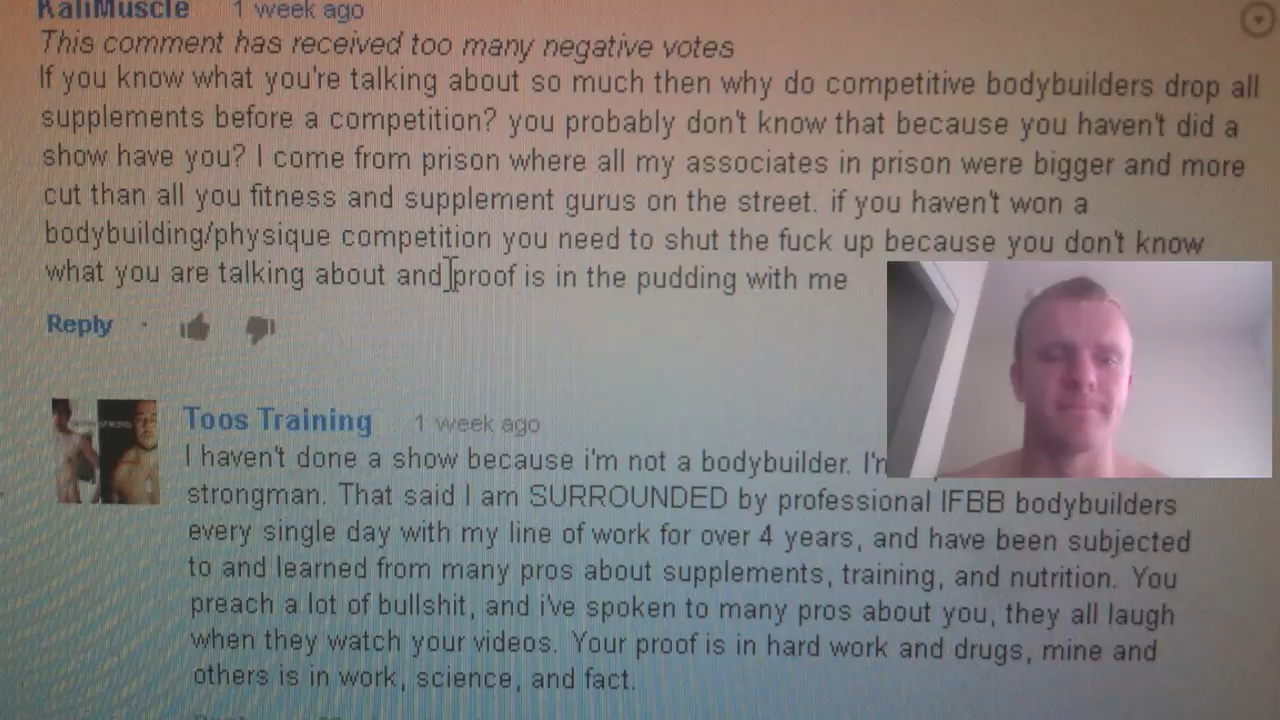 KaliMuscle 1 week ago
This comment has received too many negative votes
If you know what you're talking about so much then why do competitive bodybuilders drop all
supplements before a competition? you probably don't know that because you haven't did a
show have you? I come from prison where all my associates in prison were bigger and more
cut than all you fitness and supplement gurus on the street. if you haven't won a
bodybuilding/physique competition you need to shut the fuck up because you don't know
what you are talking about and proof is in the pudding with me
Reply ·
Toos Training 1 week ago
I haven't done a show because i'm not a bodybuilder.
strongman. That said I am SURROUNDED by professional IFBB bodybuilders
every single day with my line of work for over 4 years, and have been subjected
to and learned from many pros about supplements, training, and nutrition. You
preach a lot of bullshit, and i've spoken to many pros about you, they all laugh
when they watch your videos. Your proof is in hard work and drugs, mine and
others is in work, science, and fact.